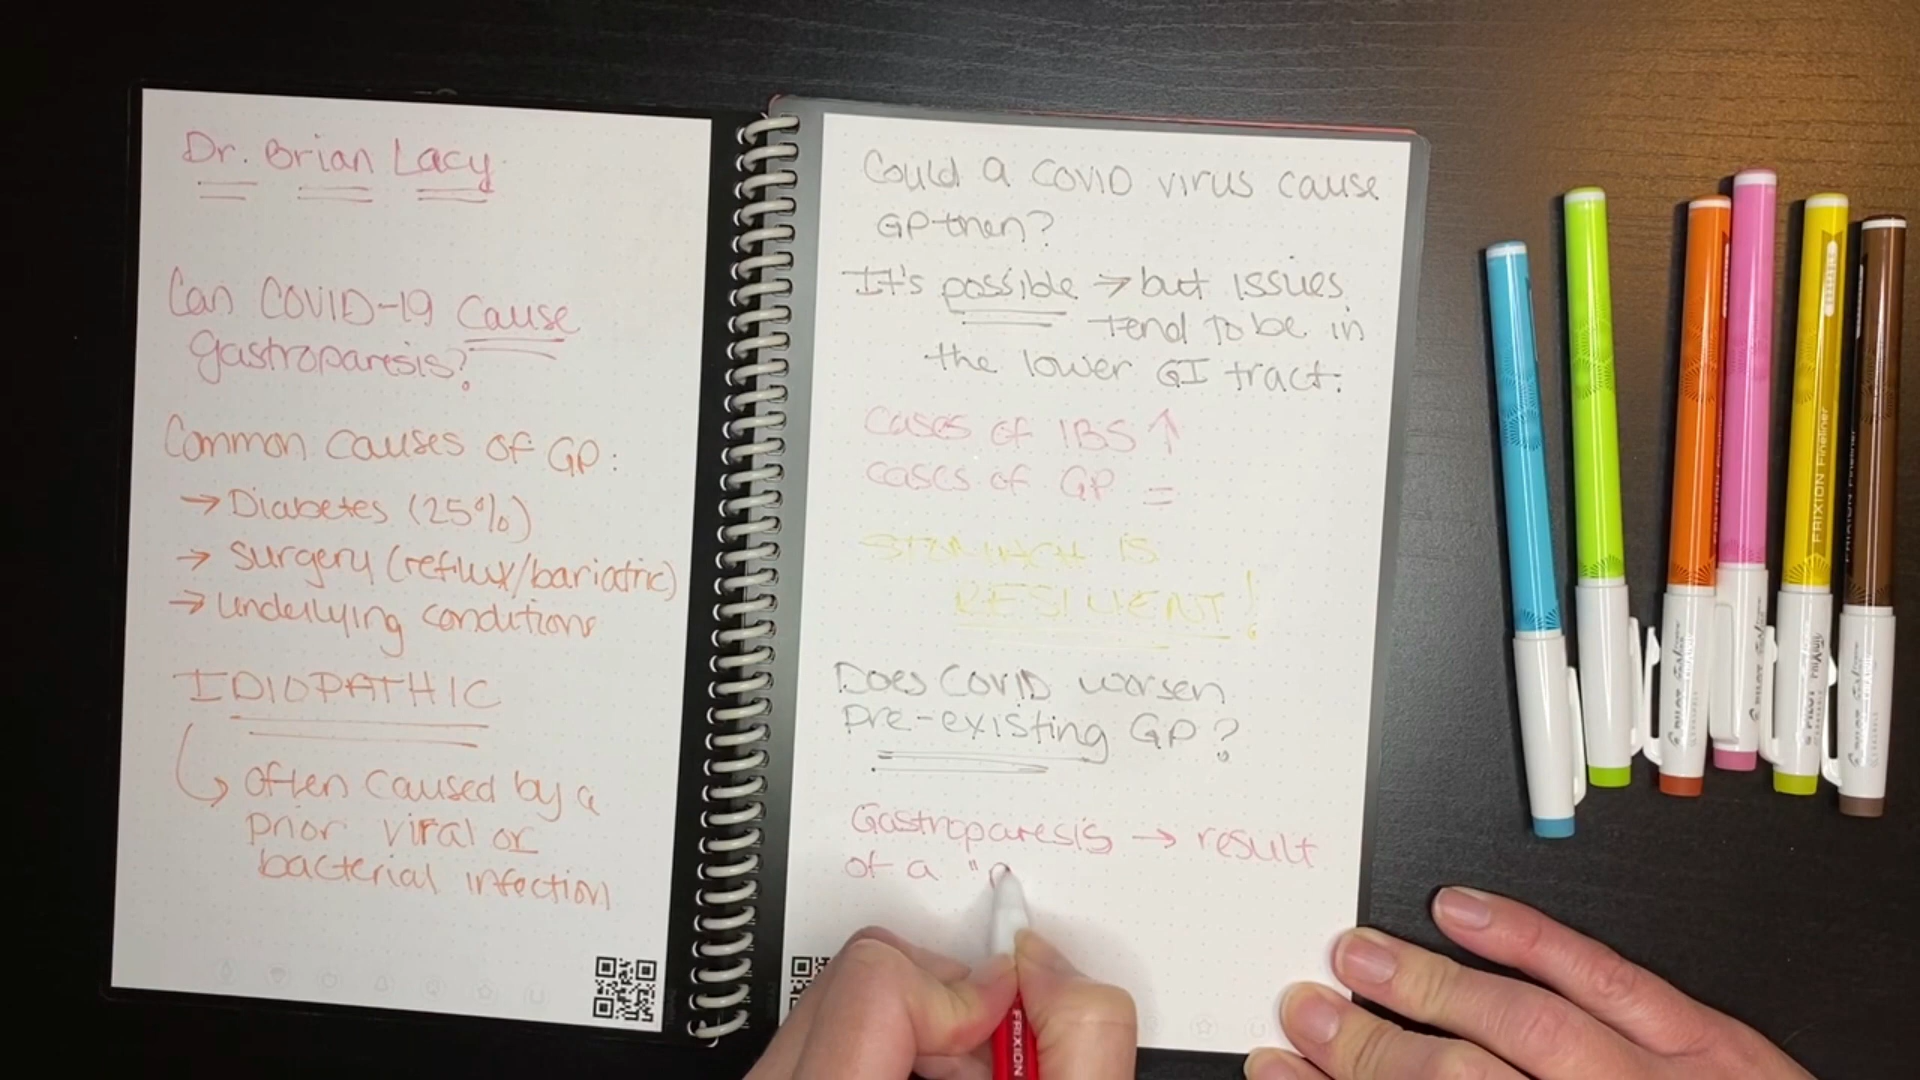 Dr. Brian Lacy
Can COVID-19 cause
gastroparesis?
Common causes of GP:
→ Diabetes (25%)
→ surgery (reflux/bariatric)
→ underlying conditions
IDIOPATHIC
often caused by a
prior viral or
bacterial infection
Could a COVID virus cause
GP then?
It's possible → but issues
tend to be in
the lower GI tract.
Cases of IBS ↑
cases of GP =
STOMACH IS
RESILIENT!
Does COVID worsen
pre-existing GP?
Gastroparesis → result
of a "
FRIXION Fineliner
FRIXION